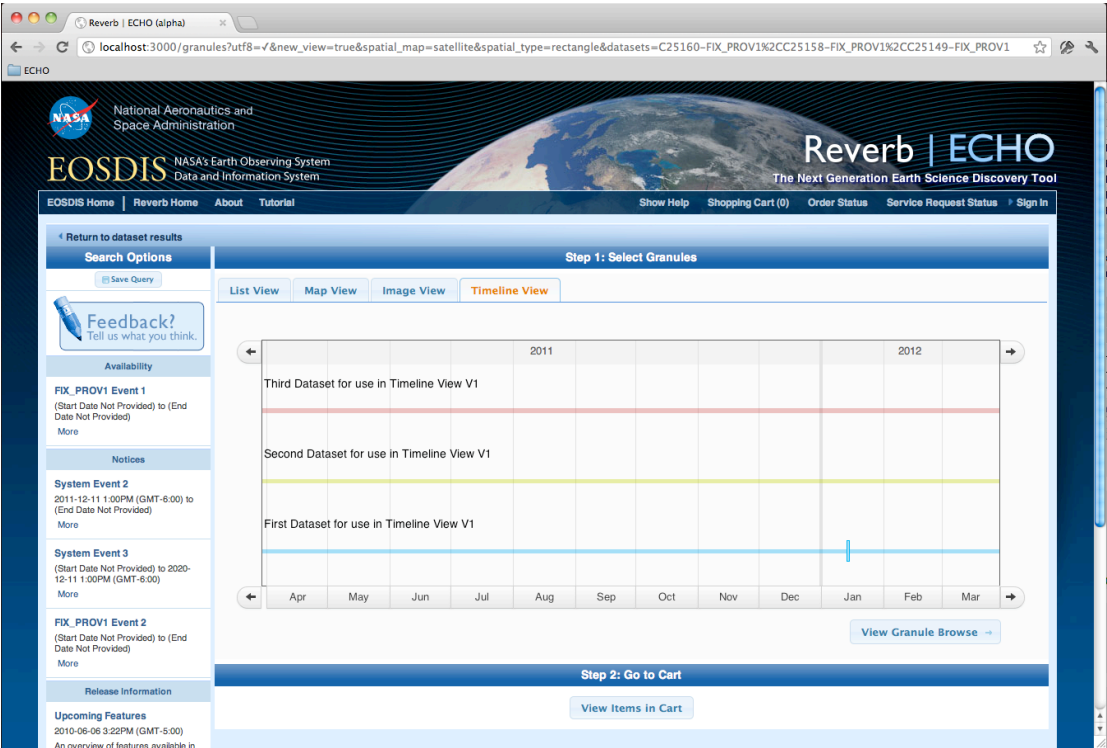 Reverb | ECHO (alpha)
localhost:3000/granules?utf8=✓&new_view=true&spatial_map=satellite&spatial_type=rectangle&datasets=C25160-FIX_PROV1%2CC25158-FIX_PROV1%2CC25149-FIX_PROV1
ECHO
NASA
National Aeronautics and
Space Administration
EOSDIS
NASA's Earth Observing System
Data and Information System
Reverb | ECHO
The Next Generation Earth Science Discovery Tool
EOSDIS Home | Reverb Home About Tutorial Show Help Shopping Cart (0) Order Status Service Request Status Sign In
Return to dataset results
Search Options
Save Query
Feedback?
Tell us what you think.
Availability
FIX_PROV1 Event 1
(Start Date Not Provided) to (End
Date Not Provided)
More
Notices
System Event 2
2011-12-11 1:00PM (GMT-6:00) to
(End Date Not Provided)
More
System Event 3
(Start Date Not Provided) to 2020-
12-11 1:00PM (GMT-6:00)
More
FIX_PROV1 Event 2
(Start Date Not Provided) to (End
Date Not Provided)
More
Release Information
Upcoming Features
2010-06-06 3:22PM (GMT-5:00)
An overview of features available in
Step 1: Select Granules
List View Map View Image View Timeline View
2011 2012
Third Dataset for use in Timeline View V1
Second Dataset for use in Timeline View V1
First Dataset for use in Timeline View V1
Apr May Jun Jul Aug Sep Oct Nov Dec Jan Feb Mar
View Granule Browse →
Step 2: Go to Cart
View Items in Cart